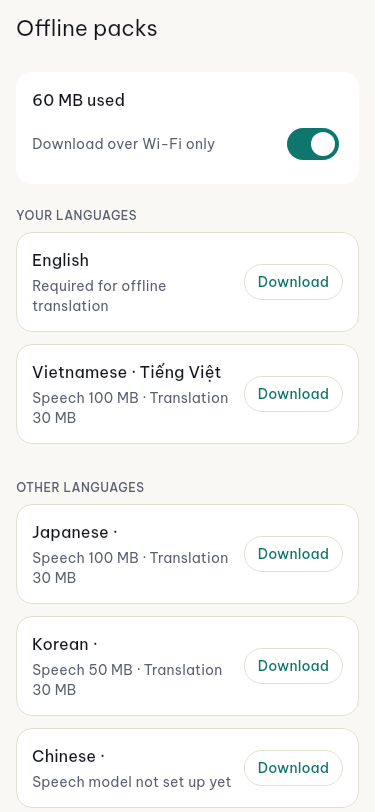 Offline packs
60 MB used
Download over Wi-Fi only
YOUR LANGUAGES
English
Required for offline
translation
Download
Vietnamese · Tiếng Việt
Speech 100 MB · Translation
30 MB
Download
OTHER LANGUAGES
Japanese ·
Speech 100 MB · Translation
30 MB
Download
Korean ·
Speech 50 MB · Translation
30 MB
Download
Chinese ·
Speech model not set up yet
Download